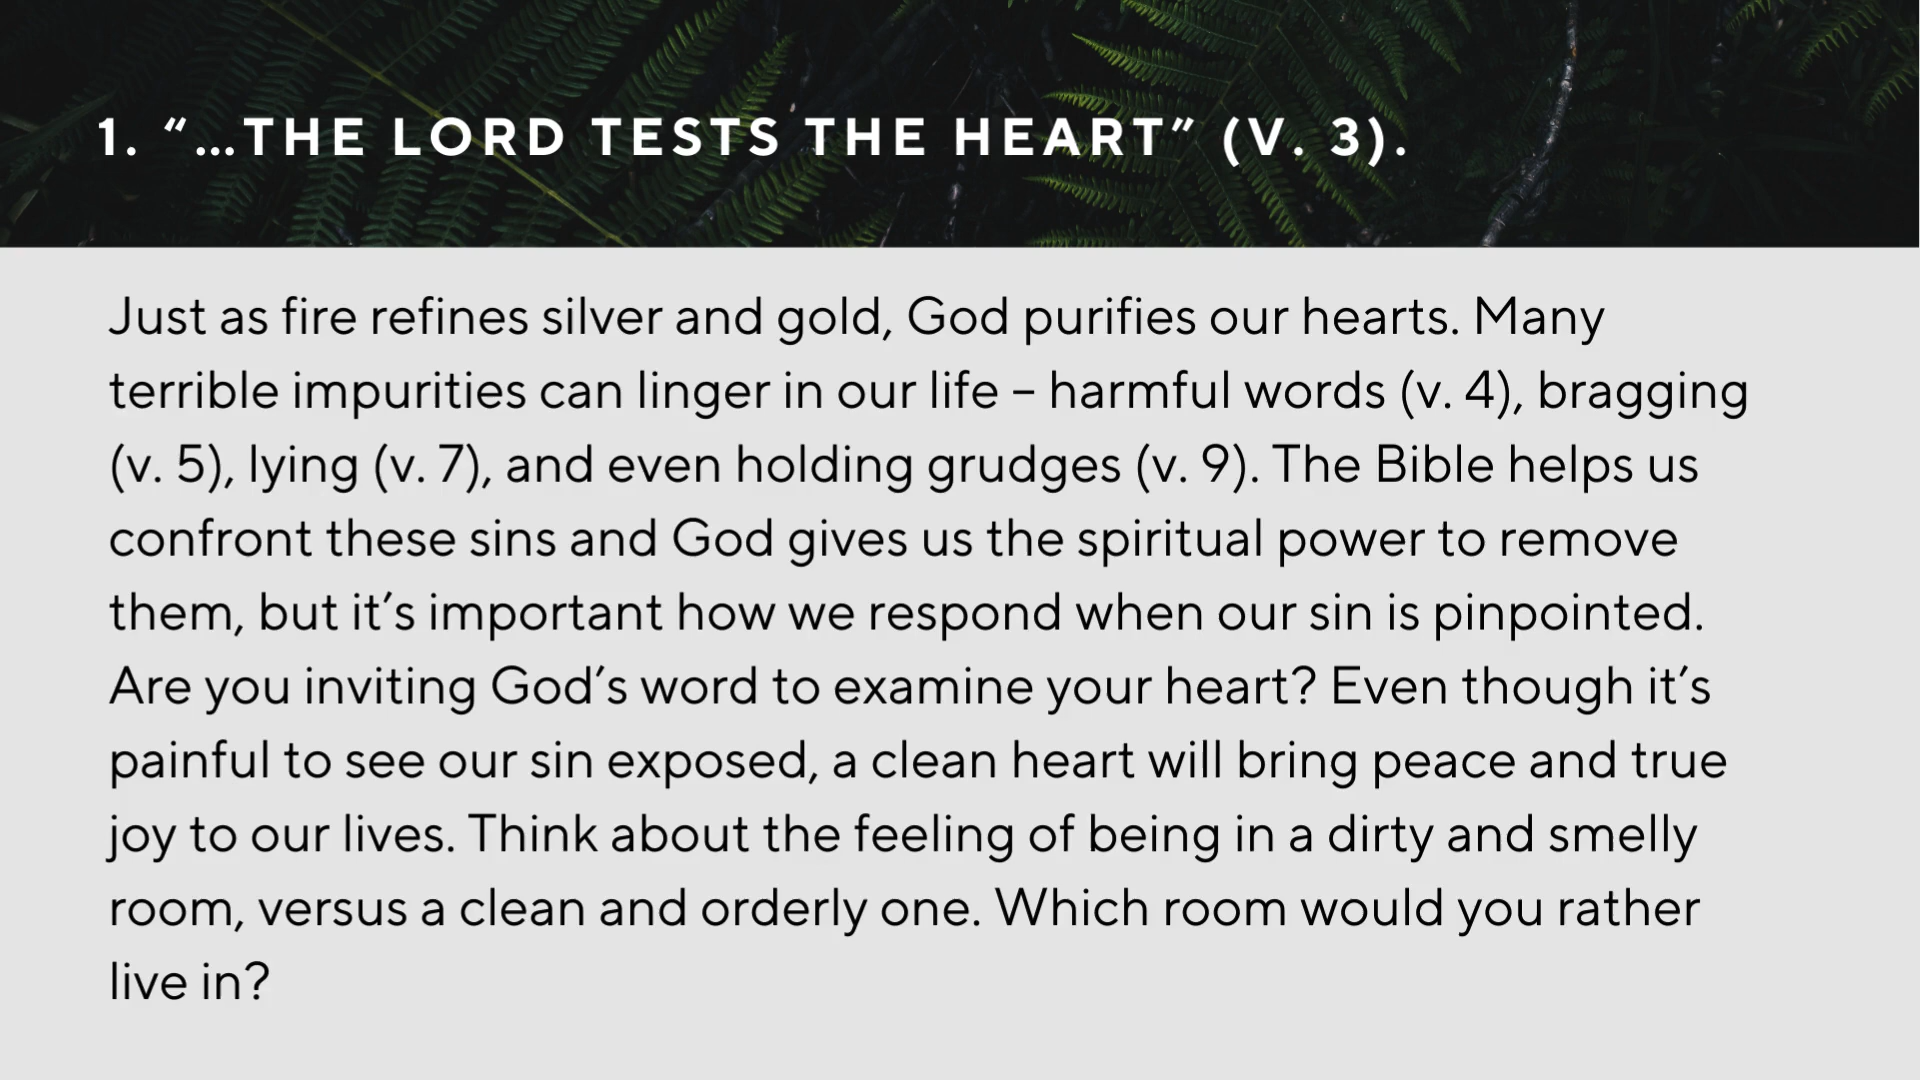 1. “...THE LORD TESTS THE HEART” (V. 3).
Just as fire refines silver and gold, God purifies our hearts. Many
terrible impurities can linger in our life – harmful words (v. 4), bragging
(v. 5), lying (v. 7), and even holding grudges (v. 9). The Bible helps us
confront these sins and God gives us the spiritual power to remove
them, but it’s important how we respond when our sin is pinpointed.
Are you inviting God’s word to examine your heart? Even though it’s
painful to see our sin exposed, a clean heart will bring peace and true
joy to our lives. Think about the feeling of being in a dirty and smelly
room, versus a clean and orderly one. Which room would you rather
live in?